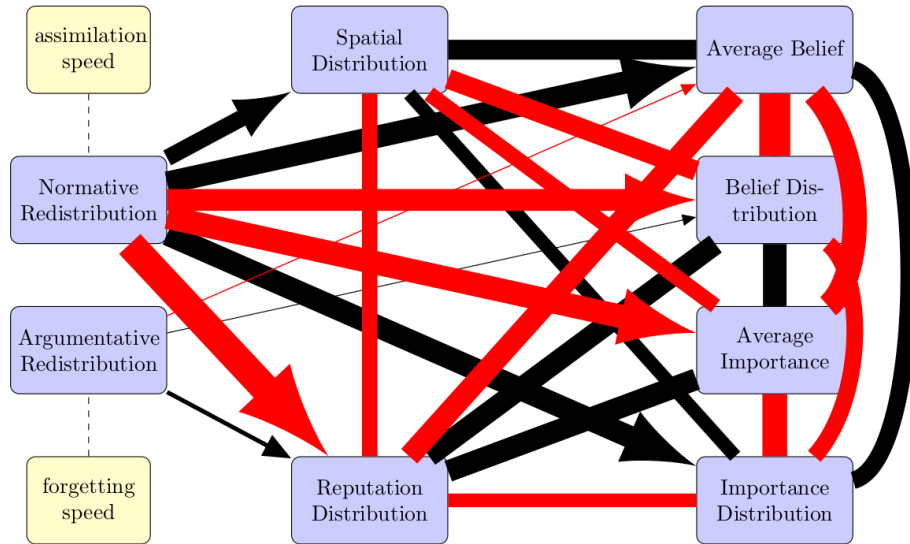 assimilation
speed
Spatial
Distribution
Average Belief
Normative
Redistribution
Belief Dis-
tribution
Argumentative
Redistribution
Average
Importance
forgetting
speed
Reputation
Distribution
Importance
Distribution